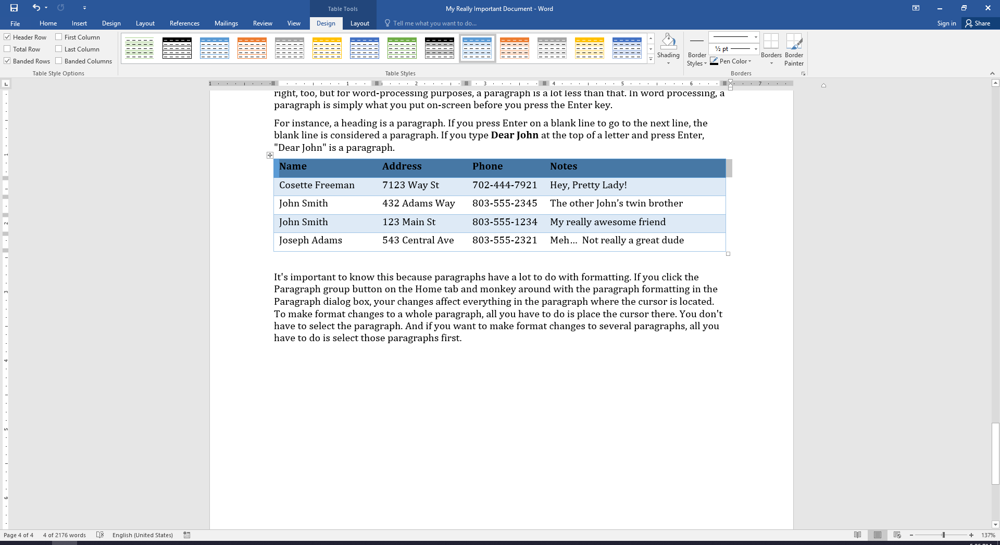 Table Tools
My Really Important Document - Word
File Home Insert Design Layout References Mailings Review View Design Layout Tell me what you want to do... Sign in Share
Header Row First Column
Total Row Last Column
Banded Rows Banded Columns
Table Style Options
Table Styles
Shading
Border Styles
½ pt
Pen Color
Borders
Border Painter
Borders
1 1 2 3 4 5 6 7
right, too, but for word-processing purposes, a paragraph is a lot less than that. In word processing, a
paragraph is simply what you put on-screen before you press the Enter key.
For instance, a heading is a paragraph. If you press Enter on a blank line to go to the next line, the
blank line is considered a paragraph. If you type Dear John at the top of a letter and press Enter,
"Dear John" is a paragraph.
Name Address Phone Notes
Cosette Freeman 7123 Way St 702-444-7921 Hey, Pretty Lady!
John Smith 432 Adams Way 803-555-2345 The other John’s twin brother
John Smith 123 Main St 803-555-1234 My really awesome friend
Joseph Adams 543 Central Ave 803-555-2321 Meh… Not really a great dude
It's important to know this because paragraphs have a lot to do with formatting. If you click the
Paragraph group button on the Home tab and monkey around with the paragraph formatting in the
Paragraph dialog box, your changes affect everything in the paragraph where the cursor is located.
To make format changes to a whole paragraph, all you have to do is place the cursor there. You don't
have to select the paragraph. And if you want to make format changes to several paragraphs, all you
have to do is select those paragraphs first.
1
2
3
4
5
6
Page 4 of 4 4 of 2176 words English (United States) 137%